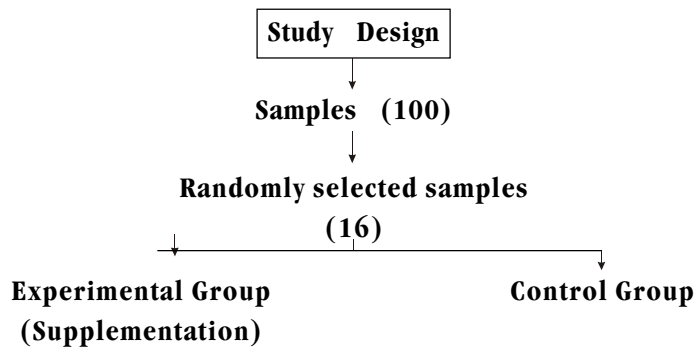 Study Design
Samples (100)
Randomly selected samples
(16)
Experimental Group
(Supplementation)
Control Group